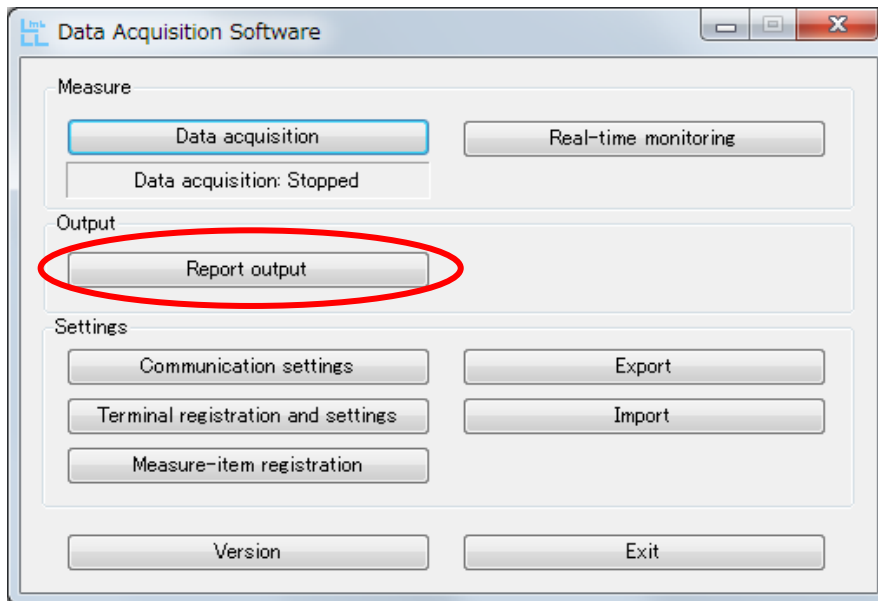 Data Acquisition Software
Measure
Data acquisition
Real-time monitoring
Data acquisition: Stopped
Output
Report output
Settings
Communication settings
Export
Terminal registration and settings
Import
Measure-item registration
Version
Exit